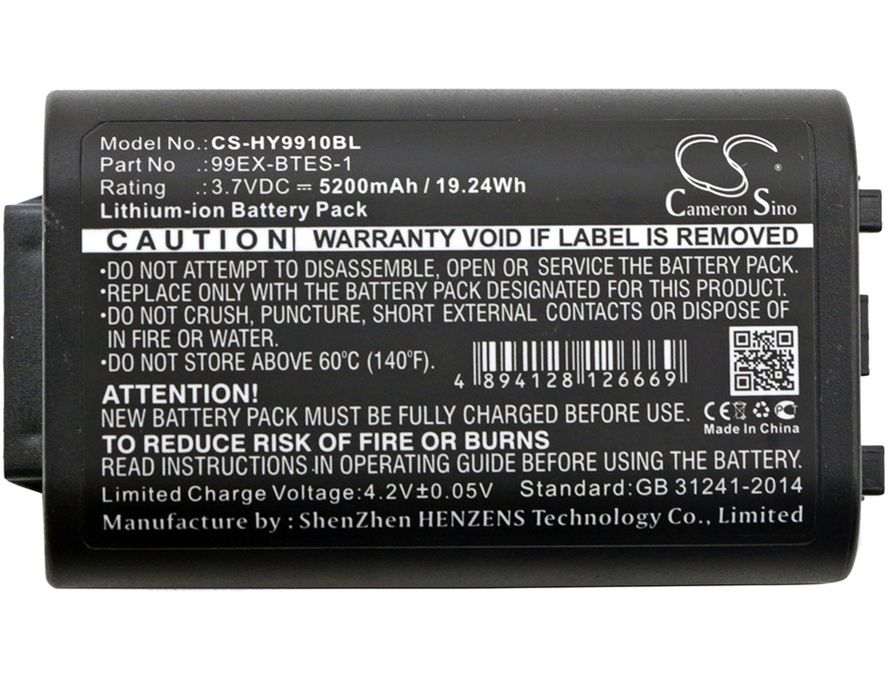 Model No.:CS-HY9910BL
Part No .:99EX-BTES-1
Rating .:3.7VDC ⎓ 5200mAh / 19.24Wh
Lithium-ion Battery Pack
CS
Cameron Sino
CAUTION WARRANTY VOID IF LABEL IS REMOVED
•DO NOT ATTEMPT TO DISASSEMBLE, OPEN OR SERVICE THE BATTERY PACK.
•REPLACE ONLY WITH THE BATTERY PACK DESIGNATED FOR THIS PRODUCT.
•DO NOT CRUSH, PUNCTURE, SHORT EXTERNAL CONTACTS OR DISPOSE OF
IN FIRE OR WATER.
•DO NOT STORE ABOVE 60°C (140°F).
4 894128 126669
ATTENTION!
NEW BATTERY PACK MUST BE FULLY CHARGED BEFORE USE.
CE
Made In China
TO REDUCE RISK OF FIRE OR BURNS
READ INSTRUCTIONS IN OPERATING GUIDE BEFORE USING THE BATTERY.
Limited Charge Voltage:4.2V±0.05V Standard:GB 31241-2014
Manufacture by : ShenZhen HENZENS Technology Co., Limited